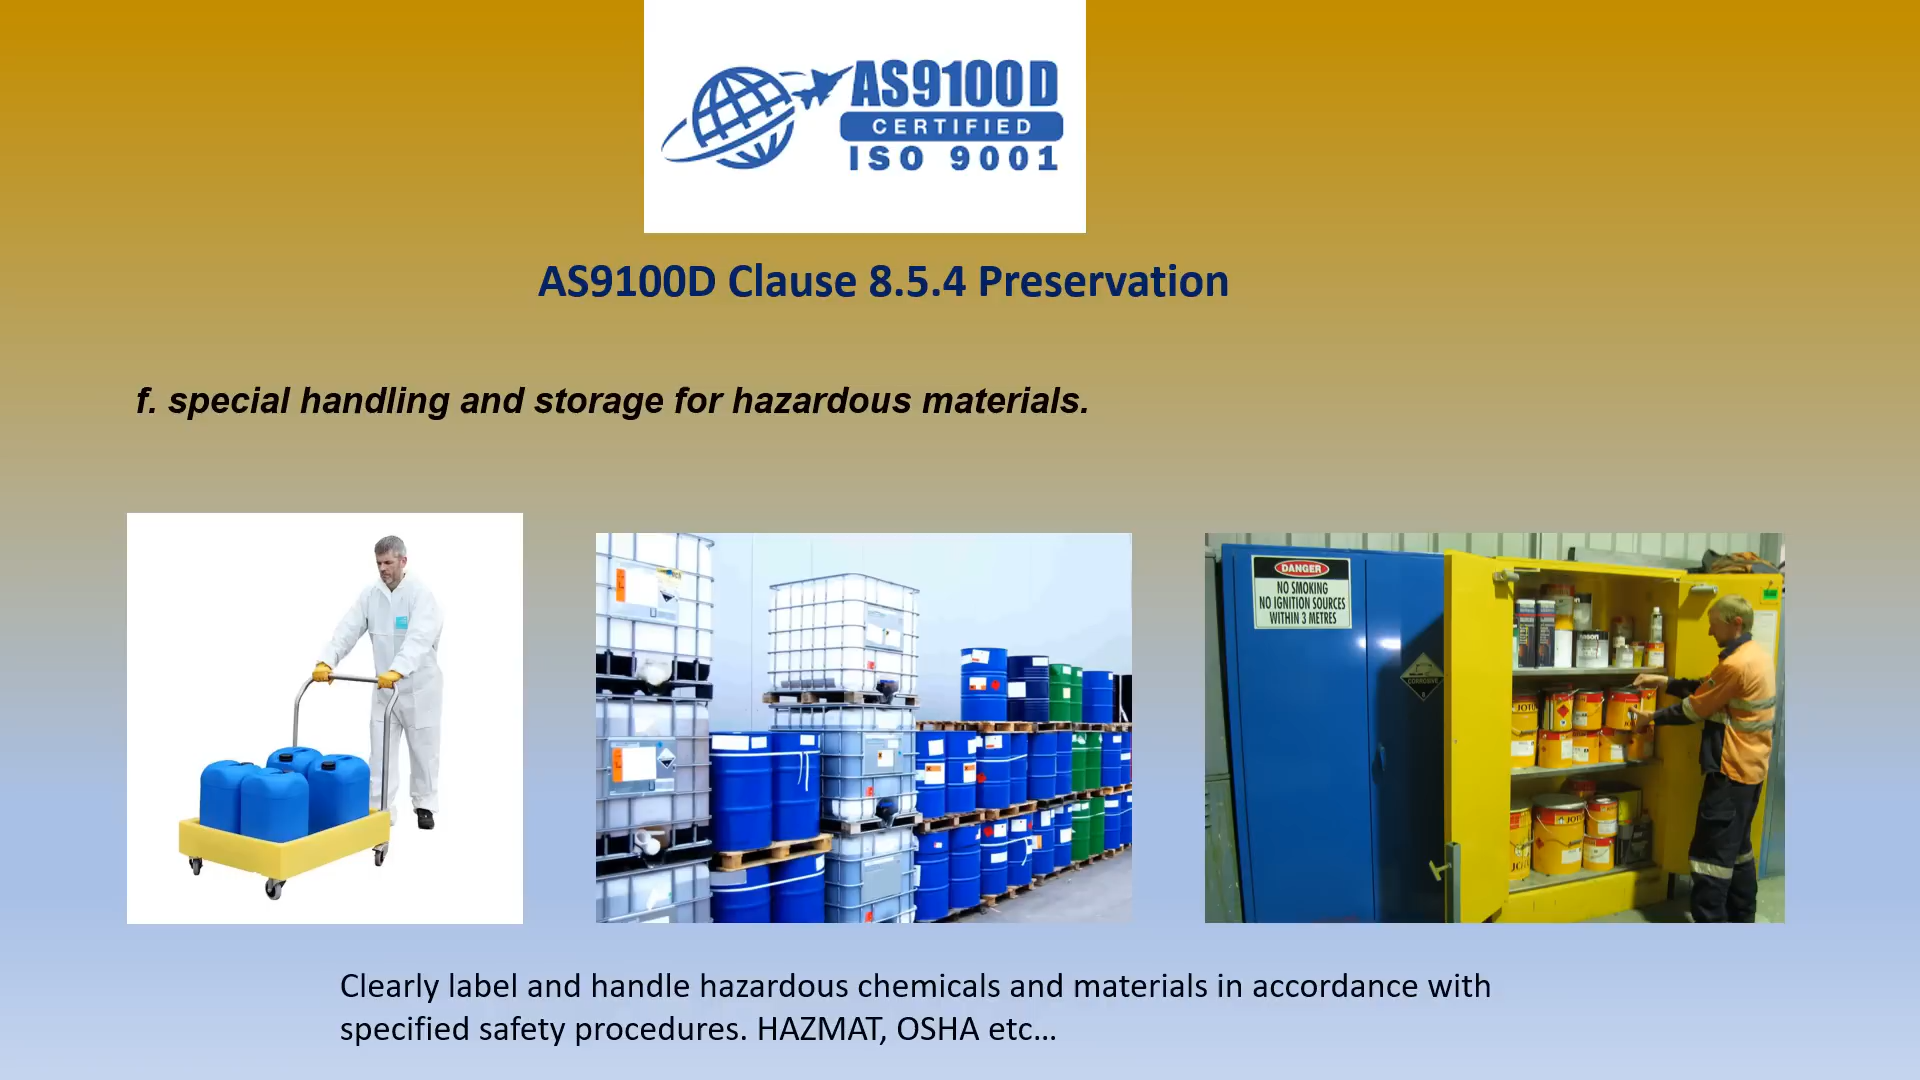 AS9100D
CERTIFIED
ISO 9001
AS9100D Clause 8.5.4 Preservation
f. special handling and storage for hazardous materials.
DANGER
NO SMOKING
NO IGNITION SOURCES
WITHIN 3 METRES
CORROSIVE
8
Clearly label and handle hazardous chemicals and materials in accordance with
specified safety procedures. HAZMAT, OSHA etc...